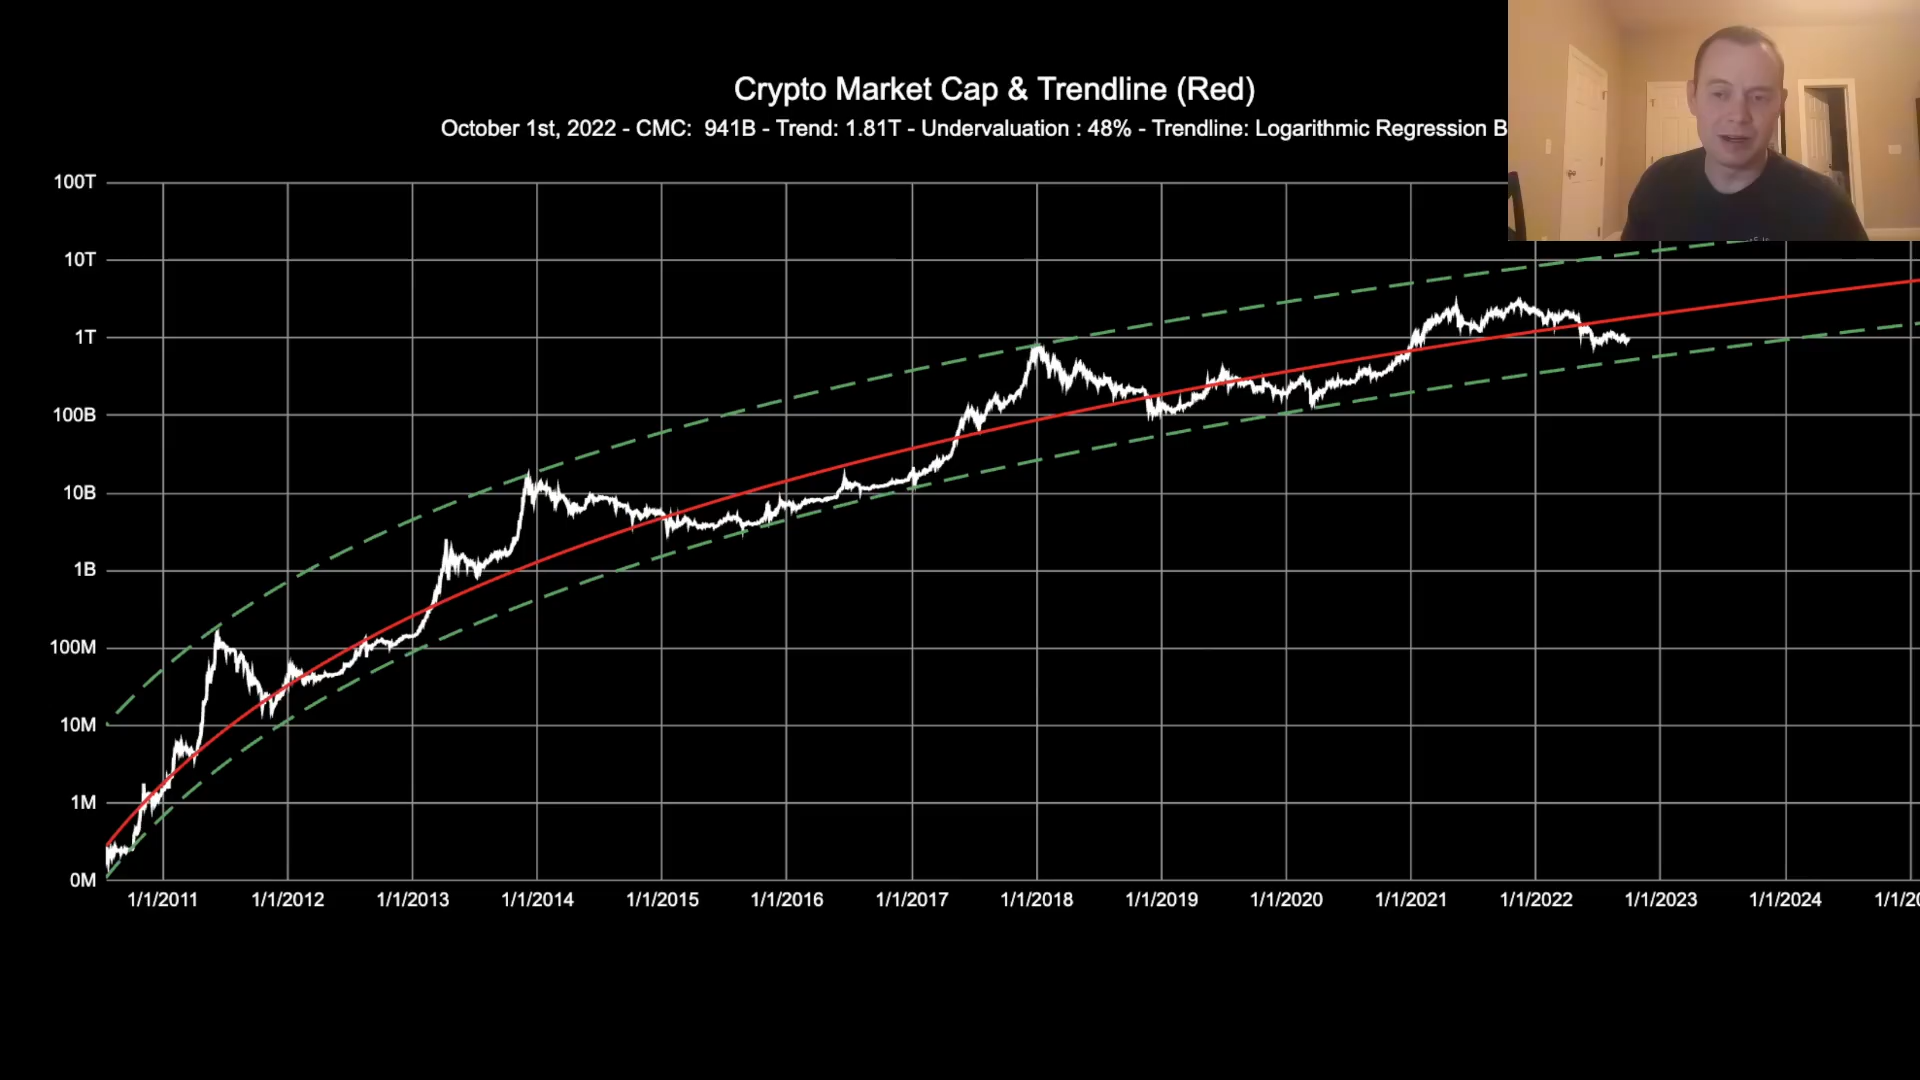 Crypto Market Cap & Trendline (Red)
October 1st, 2022 - CMC: 941B - Trend: 1.81T - Undervaluation : 48% - Trendline: Logarithmic Regression B
100T
10T
1T
100B
10B
1B
100M
10M
1M
0M
1/1/2011 1/1/2012 1/1/2013 1/1/2014 1/1/2015 1/1/2016 1/1/2017 1/1/2018 1/1/2019 1/1/2020 1/1/2021 1/1/2022 1/1/2023 1/1/2024 1/1/20